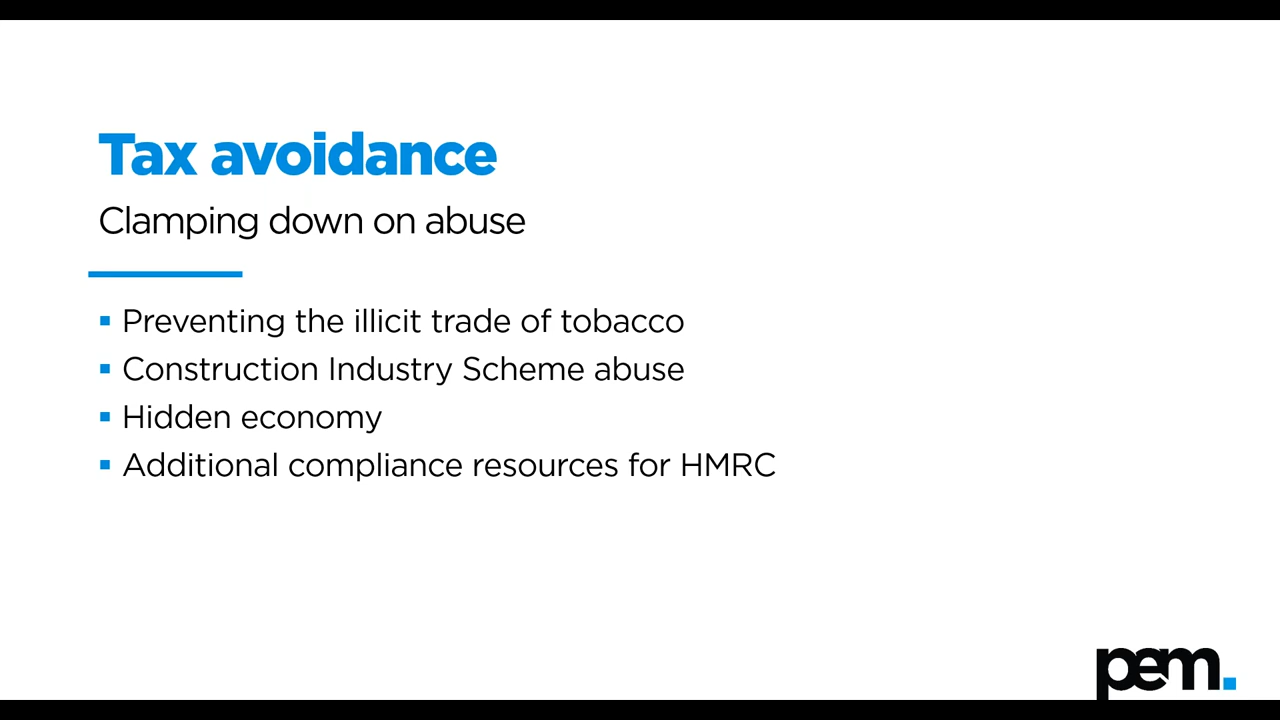 Tax avoidance
Clamping down on abuse
▪ Preventing the illicit trade of tobacco
▪ Construction Industry Scheme abuse
▪ Hidden economy
▪ Additional compliance resources for HMRC
pem.